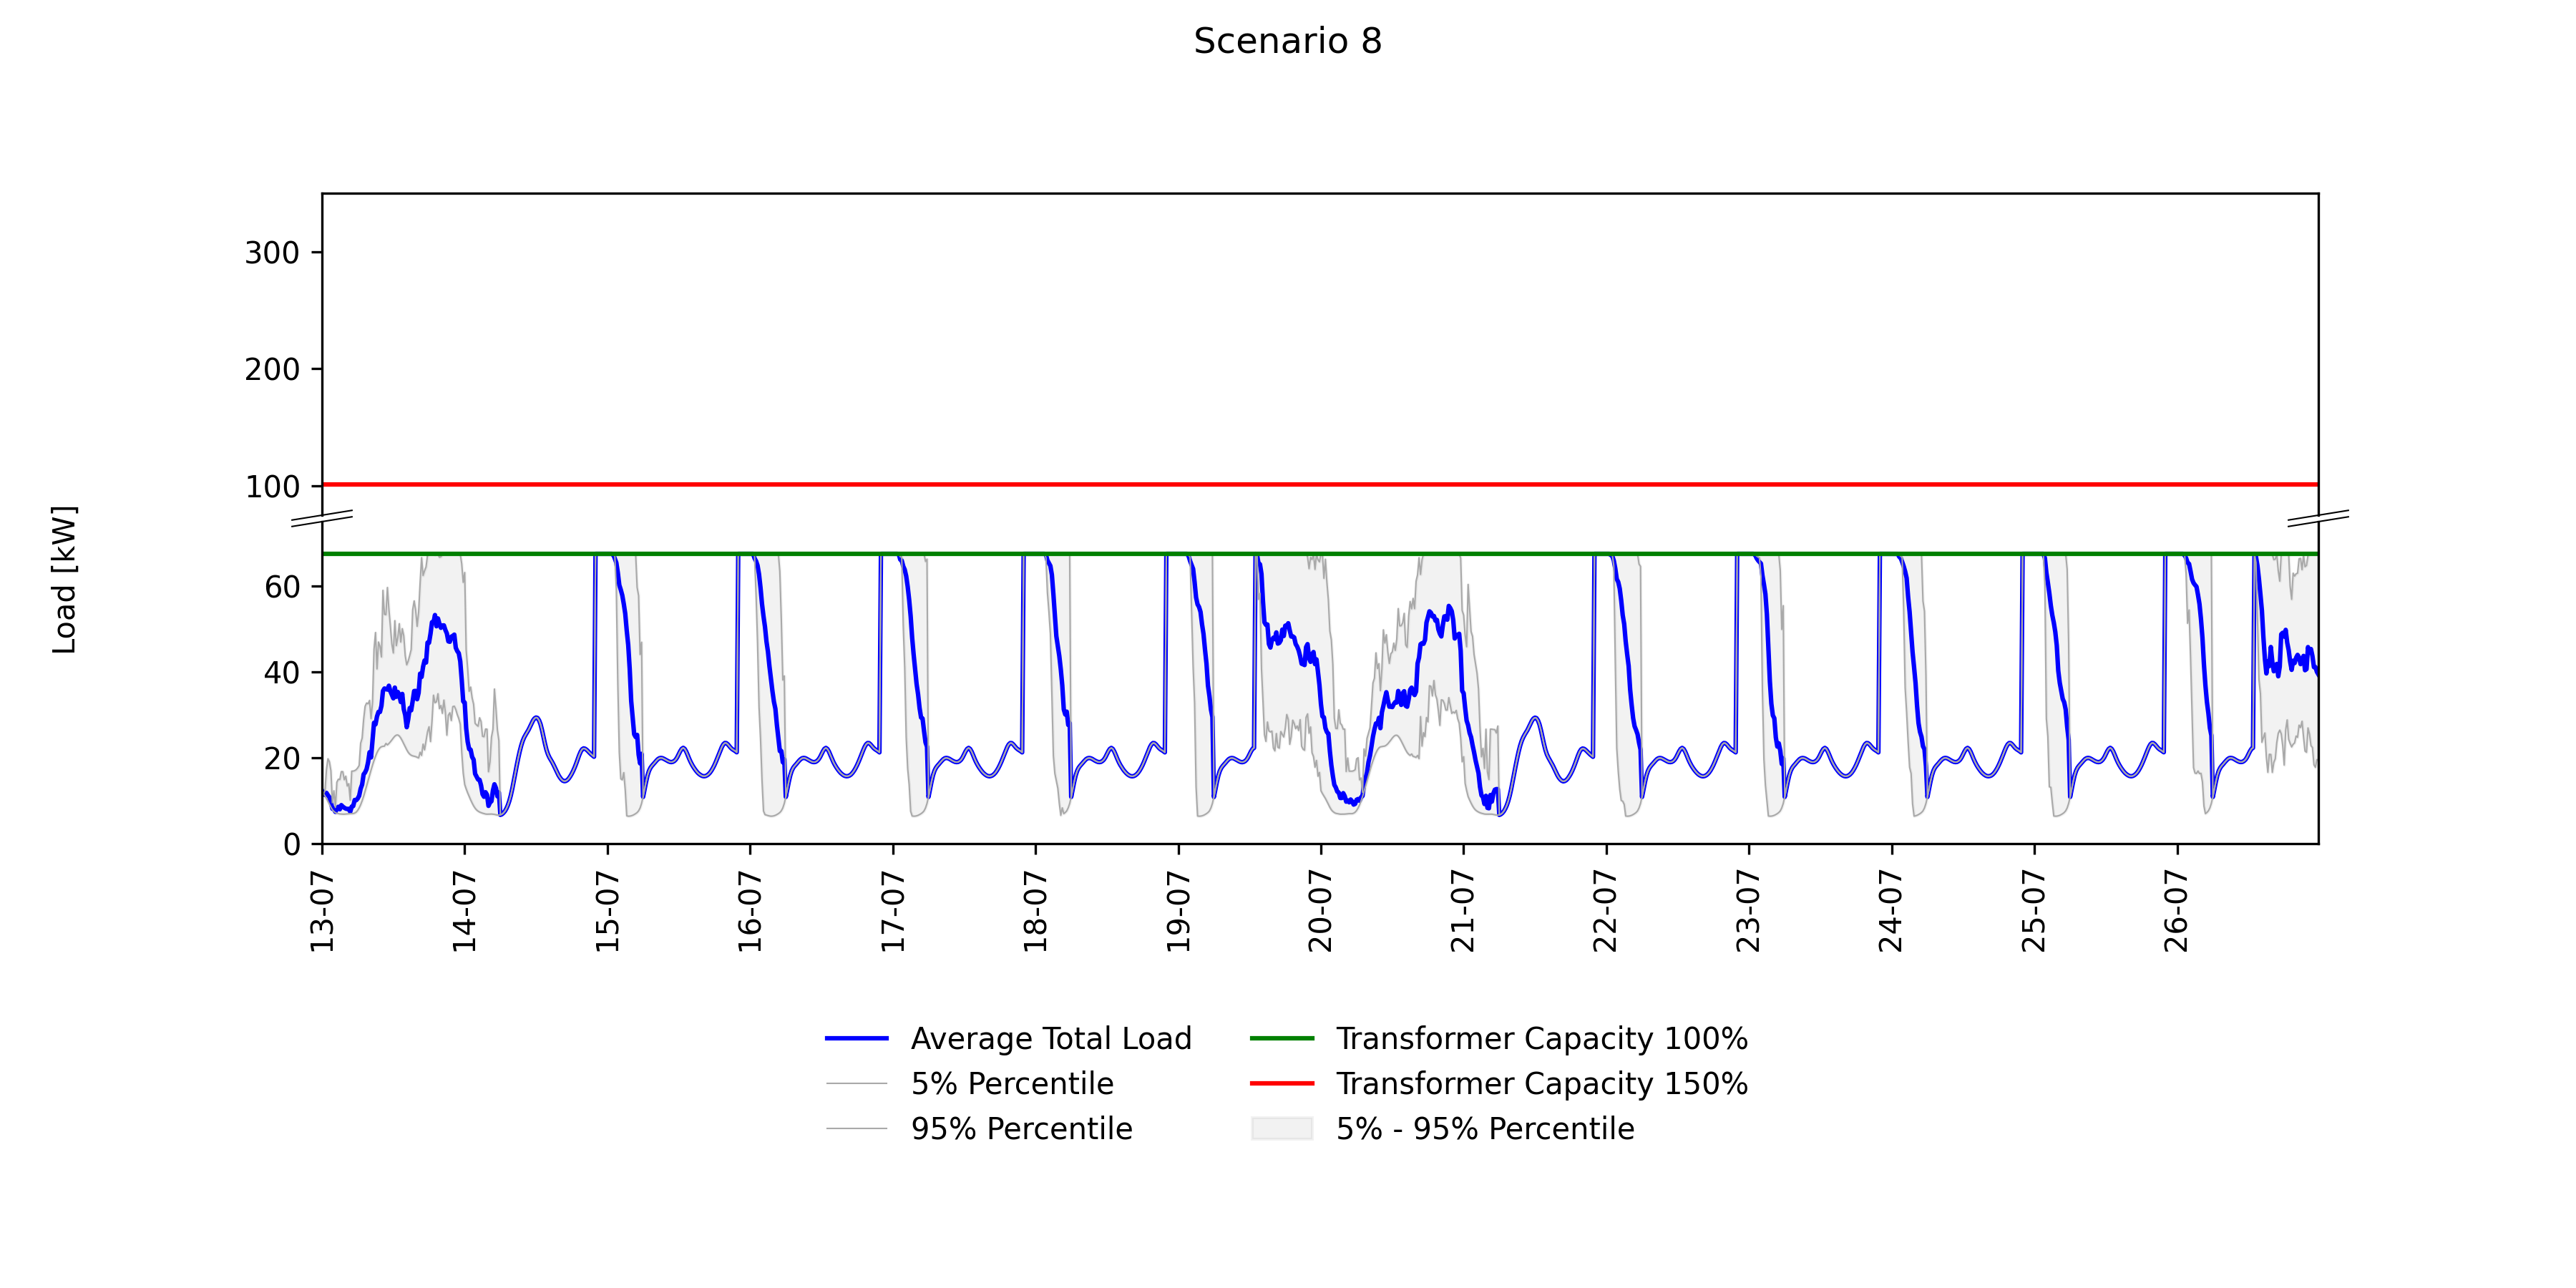 Scenario 8
300
200
100
60
40
20
0
Load [kW]
13-07
14-07
15-07
16-07
17-07
18-07
19-07
20-07
21-07
22-07
23-07
24-07
25-07
26-07
Average Total Load
5% Percentile
95% Percentile
Transformer Capacity 100%
Transformer Capacity 150%
5% - 95% Percentile